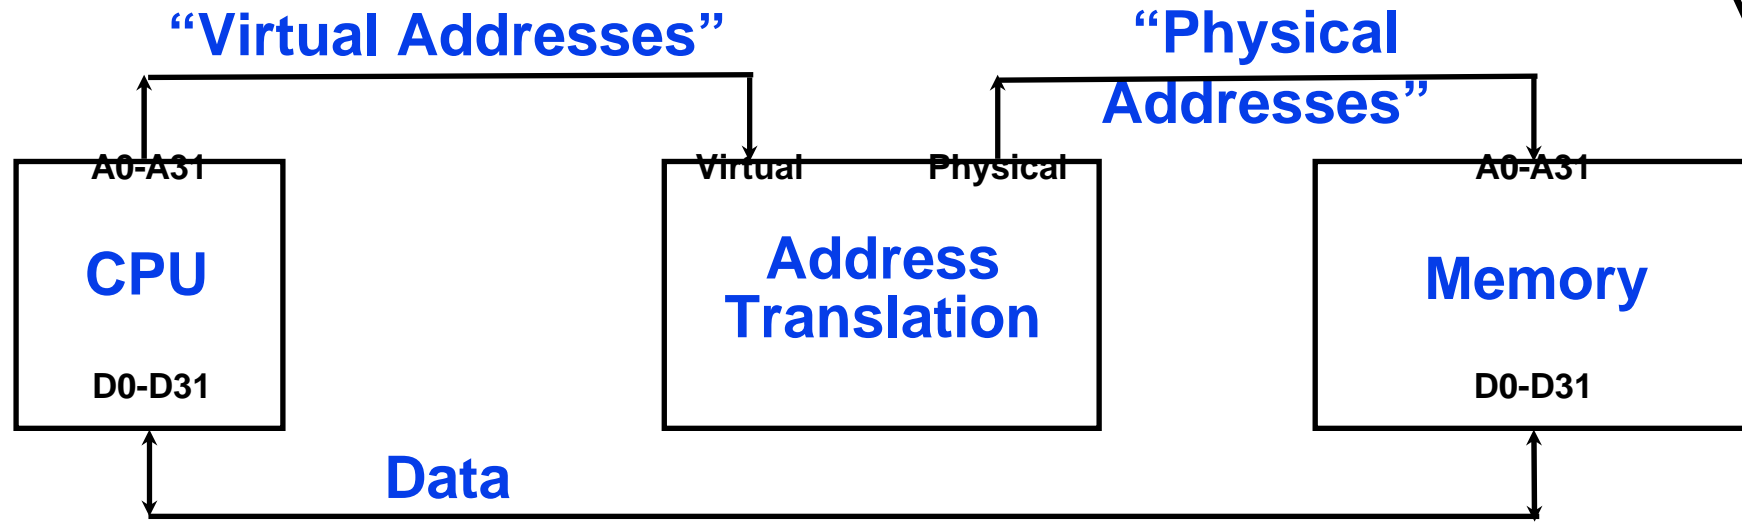 “Virtual Addresses”
“Physical
Addresses”
A0-A31
Virtual
Physical
A0-A31
CPU
Address
Translation
Memory
D0-D31
D0-D31
Data